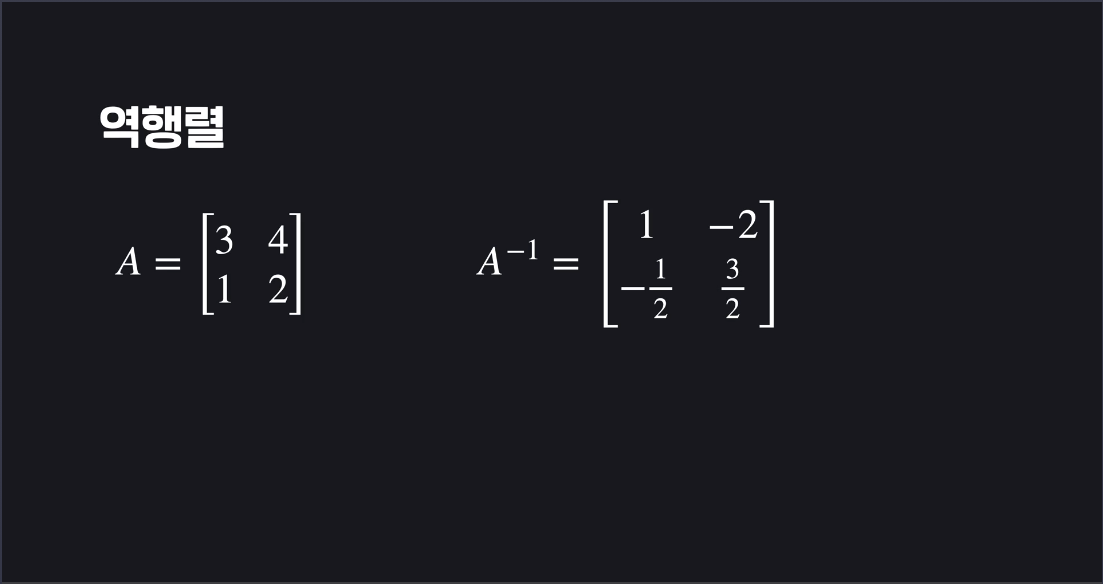 역행렬
A = [3 4; 1 2]
A⁻¹ = [1 −2; −1/2 3/2]